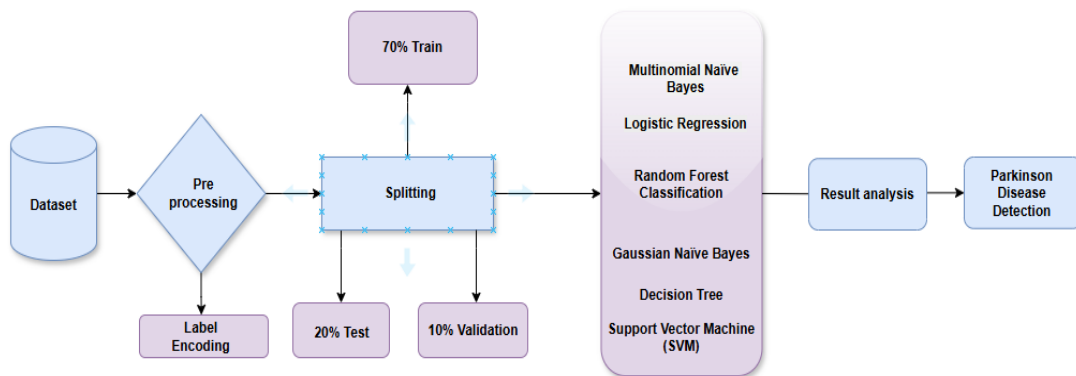 70% Train
Dataset
Pre
processing
Splitting
Label
Encoding
20% Test
10% Validation
Multinomial Naïve
Bayes
Logistic Regression
Random Forest
Classification
Gaussian Naïve Bayes
Decision Tree
Support Vector Machine
(SVM)
Result analysis
Parkinson
Disease
Detection